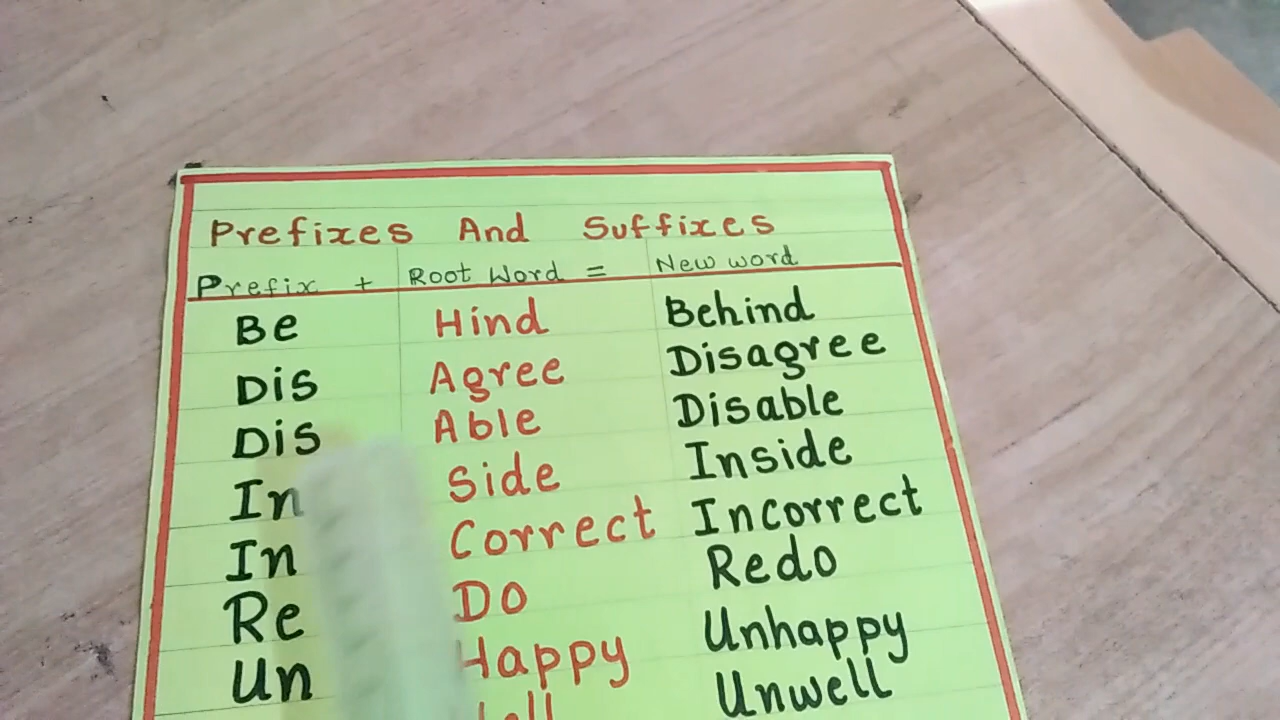 Prefixes And Suffixes
Prefix + Root Word = New word
Be Hind Behind
Dis Agree Disagree
Dis Able Disable
In Side Inside
In Correct Incorrect
Re Do Redo
Un Happy Unhappy
Unwell